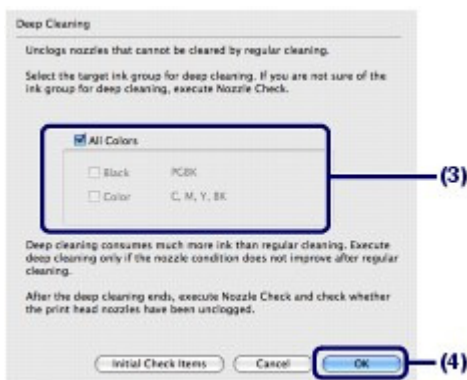 Deep Cleaning
Unclogs nozzles that cannot be cleared by regular cleaning.
Select the target ink group for deep cleaning. If you are not sure of the
ink group for deep cleaning, execute Nozzle Check.
All Colors
Black PGBK
(3)
Color C, M, Y, BK
Deep cleaning consumes much more ink than regular cleaning. Execute
deep cleaning only if the nozzle condition does not improve after regular
cleaning.
After the deep cleaning ends, execute Nozzle Check and check whether
the print head nozzles have been unclogged.
Initial Check Items Cancel OK (4)